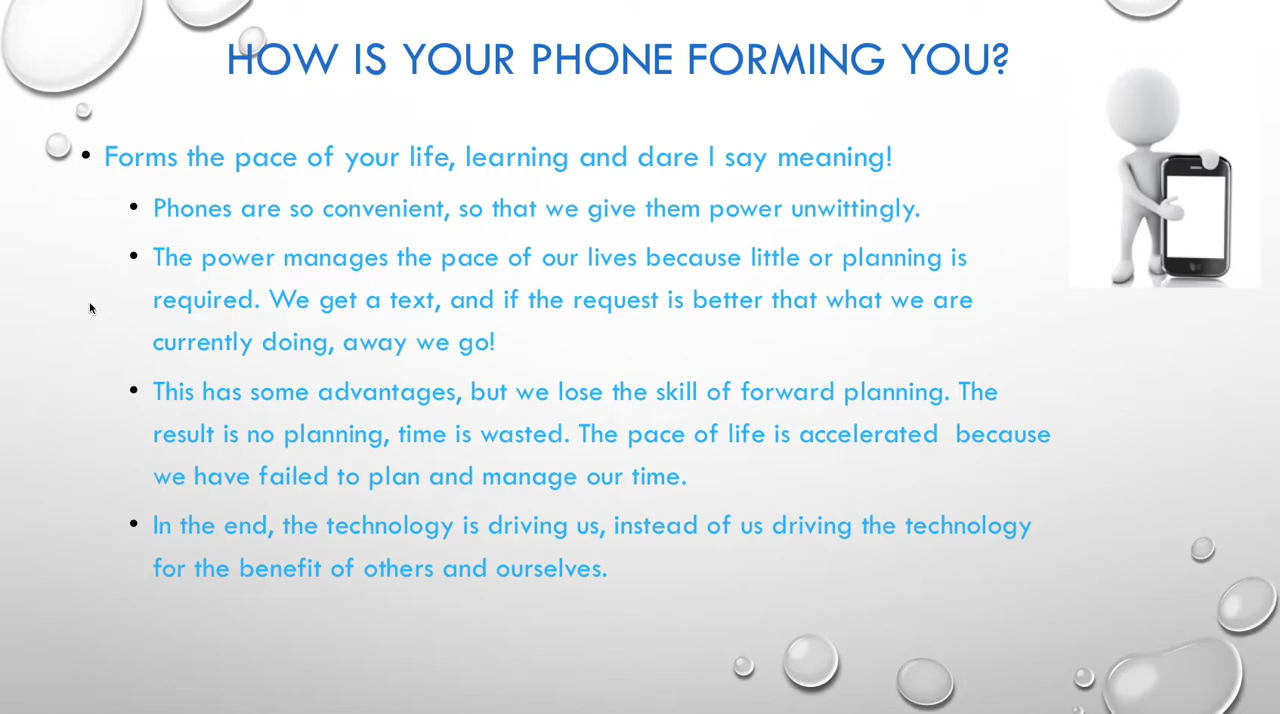 HOW IS YOUR PHONE FORMING YOU?
• Forms the pace of your life, learning and dare I say meaning!
• Phones are so convenient, so that we give them power unwittingly.
• The power manages the pace of our lives because little or planning is
required. We get a text, and if the request is better that what we are
currently doing, away we go!
• This has some advantages, but we lose the skill of forward planning. The
result is no planning, time is wasted. The pace of life is accelerated because
we have failed to plan and manage our time.
• In the end, the technology is driving us, instead of us driving the technology
for the benefit of others and ourselves.